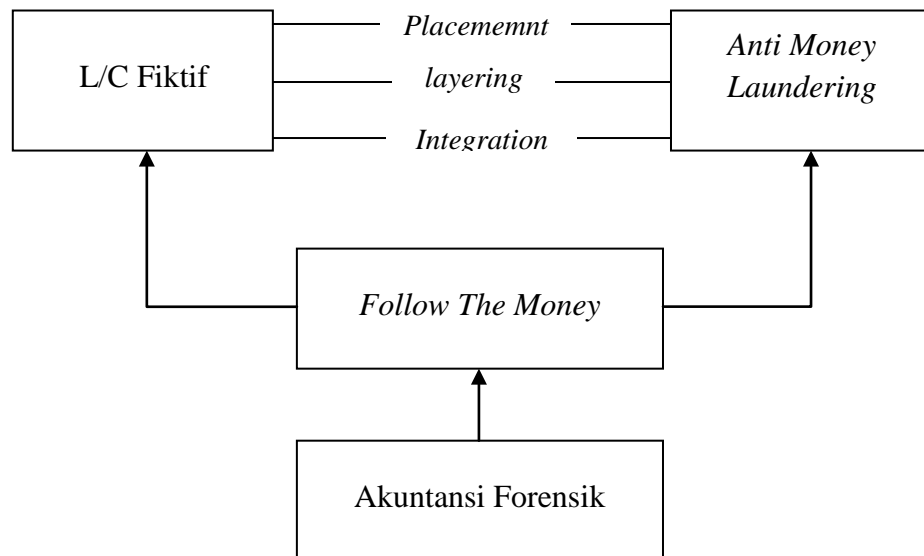 L/C Fiktif
Placememnt
layering
Integration
Anti Money
Laundering
Follow The Money
Akuntansi Forensik